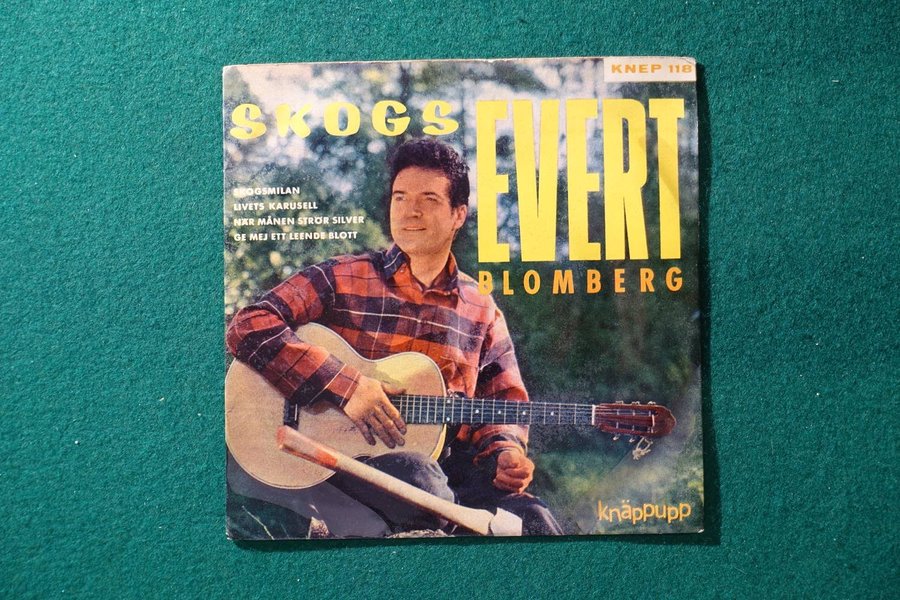 KNEP 118
SKOGS
EVERT
BLOMBERG
SKOGSMILAN
LIVETS KARUSELL
NÄR MÅNEN STRÖR SILVER
GE MEJ ETT LEENDE BLOTT
knäppupp